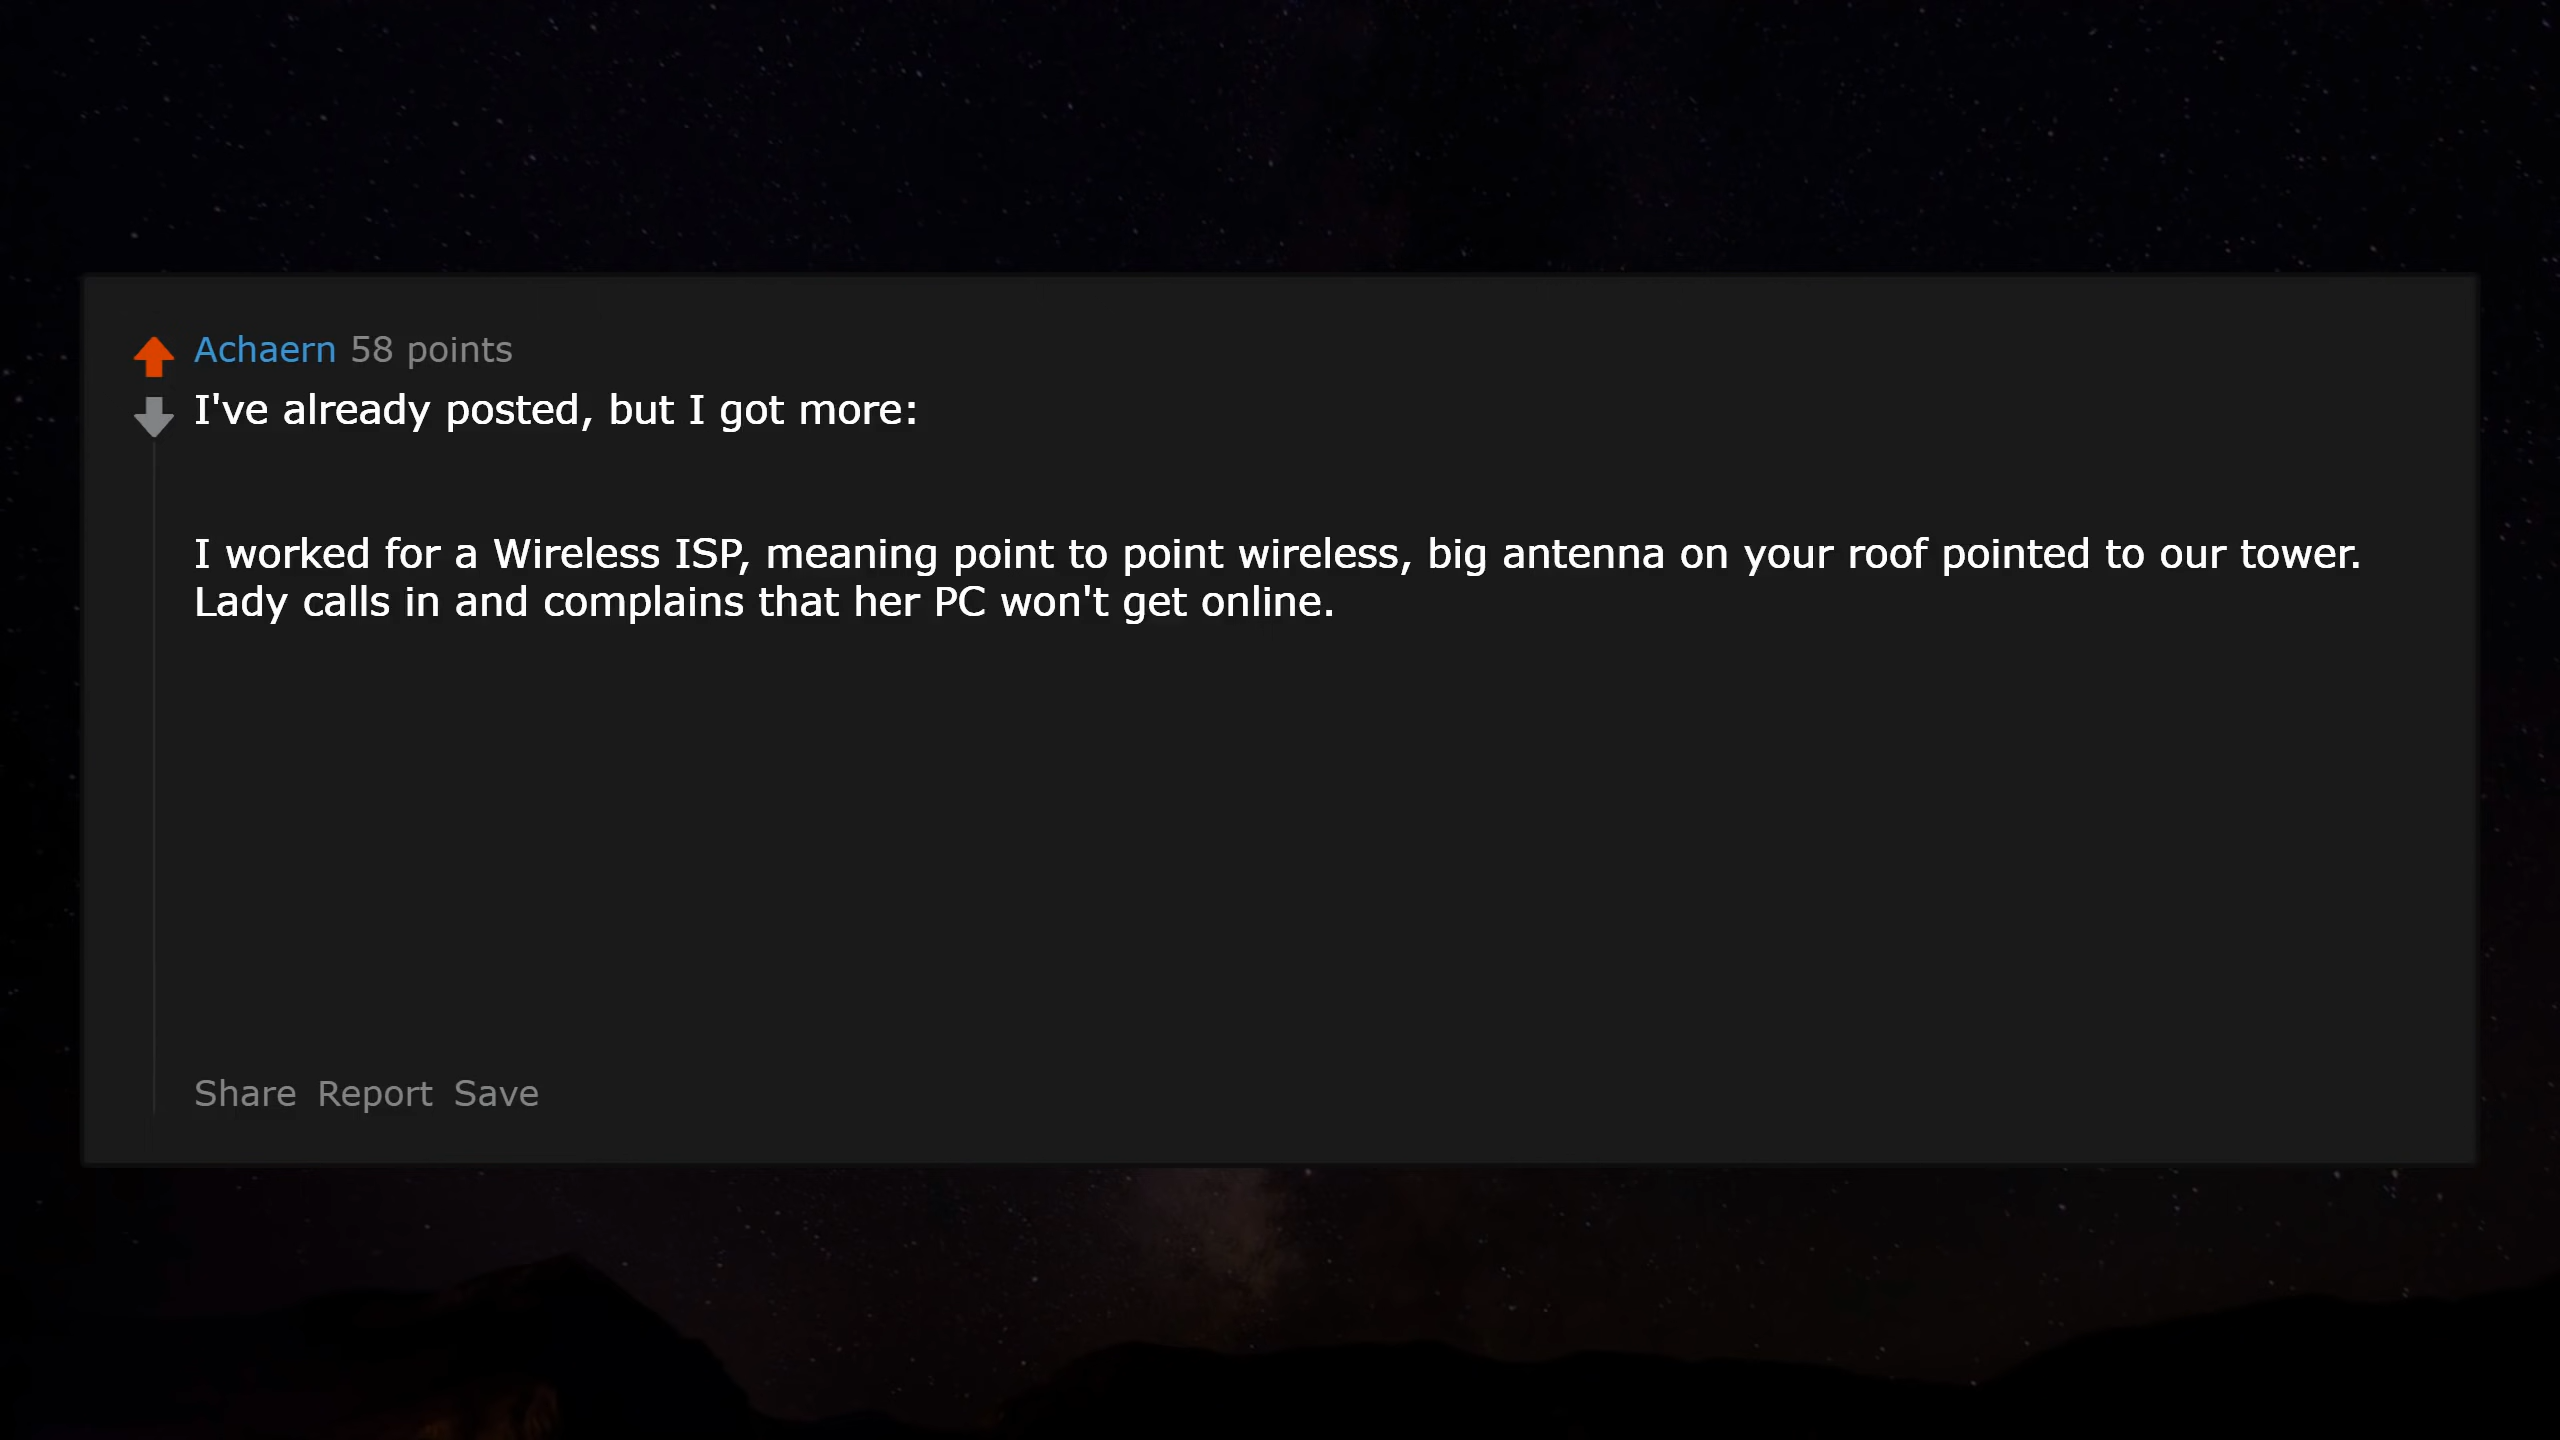 Achaern 58 points
I've already posted, but I got more:
I worked for a Wireless ISP, meaning point to point wireless, big antenna on your roof pointed to our tower.
Lady calls in and complains that her PC won't get online.
Share Report Save